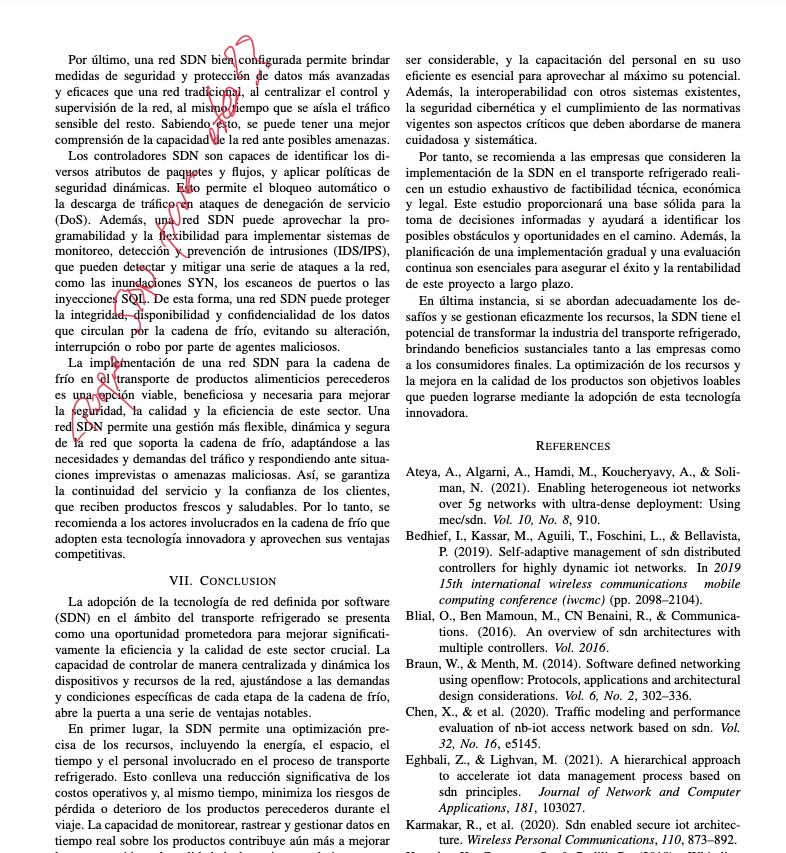 Por último, una red SDN bien configurada permite brindar
medidas de seguridad y protección de datos más avanzadas
y eficaces que una red tradicional, al centralizar el control y
supervisión de la red, al mismo tiempo que se aísla el tráfico
sensible del resto. Sabiendo esto, se puede tener una mejor
comprensión de la capacidad de la red ante posibles amenazas.
Los controladores SDN son capaces de identificar los di-
versos atributos de paquetes y flujos, y aplicar políticas de
seguridad dinámicas. Esto permite el bloqueo automático o
la descarga de tráfico en ataques de denegación de servicio
(DoS). Además, una red SDN puede aprovechar la pro-
gramabilidad y la flexibilidad para implementar sistemas de
monitoreo, detección y prevención de intrusiones (IDS/IPS),
que pueden detectar y mitigar una serie de ataques a la red,
como las inundaciones SYN, los escaneos de puertos o las
inyecciones SQL. De esta forma, una red SDN puede proteger
la integridad, disponibilidad y confidencialidad de los datos
que circulan por la cadena de frío, evitando su alteración,
interrupción o robo por parte de agentes maliciosos.
La implementación de una red SDN para la cadena de
frío en el transporte de productos alimenticios perecederos
es una opción viable, beneficiosa y necesaria para mejorar
la seguridad, la calidad y la eficiencia de este sector. Una
red SDN permite una gestión más flexible, dinámica y segura
de la red que soporta la cadena de frío, adaptándose a las
necesidades y demandas del tráfico y respondiendo ante situa-
ciones imprevistas o amenazas maliciosas. Así, se garantiza
la continuidad del servicio y la confianza de los clientes,
que reciben productos frescos y saludables. Por lo tanto, se
recomienda a los actores involucrados en la cadena de frío que
adopten esta tecnología innovadora y aprovechen sus ventajas
competitivas.
VII. CONCLUSION
La adopción de la tecnología de red definida por software
(SDN) en el ámbito del transporte refrigerado se presenta
como una oportunidad prometedora para mejorar significati-
vamente la eficiencia y la calidad de este sector crucial. La
capacidad de controlar de manera centralizada y dinámica los
dispositivos y recursos de la red, ajustándose a las demandas
y condiciones específicas de cada etapa de la cadena de frío,
abre la puerta a una serie de ventajas notables.
En primer lugar, la SDN permite una optimización pre-
cisa de los recursos, incluyendo la energía, el espacio, el
tiempo y el personal involucrado en el proceso de transporte
refrigerado. Esto conlleva una reducción significativa de los
costos operativos y, al mismo tiempo, minimiza los riesgos de
pérdida o deterioro de los productos perecederos durante el
viaje. La capacidad de monitorear, rastrear y gestionar datos en
tiempo real sobre los productos contribuye aún más a mejorar
ser considerable, y la capacitación del personal en su uso
eficiente es esencial para aprovechar al máximo su potencial.
Además, la interoperabilidad con otros sistemas existentes,
la seguridad cibernética y el cumplimiento de las normativas
vigentes son aspectos críticos que deben abordarse de manera
cuidadosa y sistemática.
Por tanto, se recomienda a las empresas que consideren la
implementación de la SDN en el transporte refrigerado reali-
cen un estudio exhaustivo de factibilidad técnica, económica
y legal. Este estudio proporcionará una base sólida para la
toma de decisiones informadas y ayudará a identificar los
posibles obstáculos y oportunidades en el camino. Además, la
planificación de una implementación gradual y una evaluación
continua son esenciales para asegurar el éxito y la rentabilidad
de este proyecto a largo plazo.
En última instancia, si se abordan adecuadamente los de-
safíos y se gestionan eficazmente los recursos, la SDN tiene el
potencial de transformar la industria del transporte refrigerado,
brindando beneficios sustanciales tanto a las empresas como
a los consumidores finales. La optimización de los recursos y
la mejora en la calidad de los productos son objetivos loables
que pueden lograrse mediante la adopción de esta tecnología
innovadora.
REFERENCES
Ateya, A., Algarni, A., Hamdi, M., Koucheryavy, A., & Soli-
man, N. (2021). Enabling heterogeneous iot networks
over 5g networks with ultra-dense deployment: Using
mec/sdn. Vol. 10, No. 8, 910.
Bedhief, I., Kassar, M., Aguili, T., Foschini, L., & Bellavista,
P. (2019). Self-adaptive management of sdn distributed
controllers for highly dynamic iot networks. In 2019
15th international wireless communications mobile
computing conference (iwcmc) (pp. 2098–2104).
Blial, O., Ben Mamoun, M., CN Benaini, R., & Communica-
tions. (2016). An overview of sdn architectures with
multiple controllers. Vol. 2016.
Braun, W., & Menth, M. (2014). Software defined networking
using openflow: Protocols, applications and architectural
design considerations. Vol. 6, No. 2, 302–336.
Chen, X., & et al. (2020). Traffic modeling and performance
evaluation of nb-iot access network based on sdn. Vol.
32, No. 16, e5145.
Eghbali, Z., & Lighvan, M. (2021). A hierarchical approach
to accelerate iot data management process based on
sdn principles. Journal of Network and Computer
Applications, 181, 103027.
Karmakar, R., et al. (2020). Sdn enabled secure iot architec-
ture. Wireless Personal Communications, 110, 873–892.